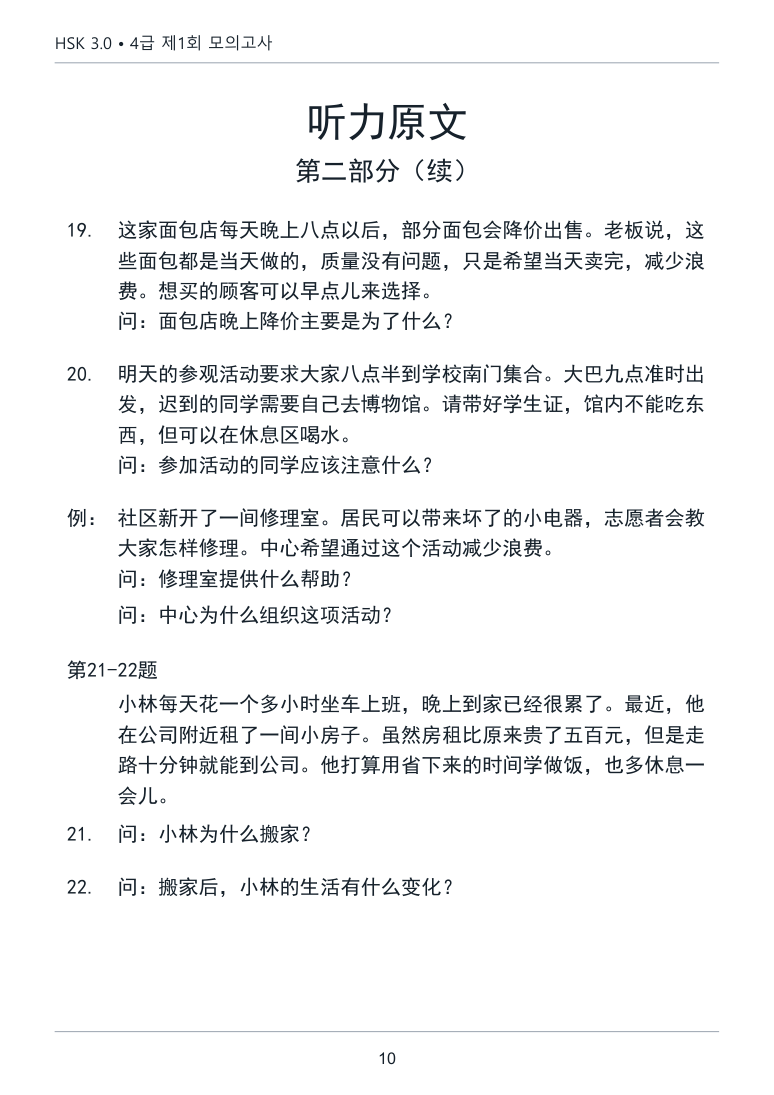 HSK 3.0 • 4급 제1회 모의고사
听力原文
第二部分（续）
19. 这家面包店每天晚上八点以后，部分面包会降价出售。老板说，这
些面包都是当天做的，质量没有问题，只是希望当天卖完，减少浪
费。想买的顾客可以早点儿来选择。
问：面包店晚上降价主要是为了什么？
20. 明天的参观活动要求大家八点半到学校南门集合。大巴九点准时出
发，迟到的同学需要自己去博物馆。请带好学生证，馆内不能吃东
西，但可以在休息区喝水。
问：参加活动的同学应该注意什么？
例： 社区新开了一间修理室。居民可以带来坏了的小电器，志愿者会教
大家怎样修理。中心希望通过这个活动减少浪费。
问：修理室提供什么帮助？
问：中心为什么组织这项活动？
第21-22题
小林每天花一个多小时坐车上班，晚上到家已经很累了。最近，他
在公司附近租了一间小房子。虽然房租比原来贵了五百元，但是走
路十分钟就能到公司。他打算用省下来的时间学做饭，也多休息一
会儿。
21. 问：小林为什么搬家？
22. 问：搬家后，小林的生活有什么变化？
10